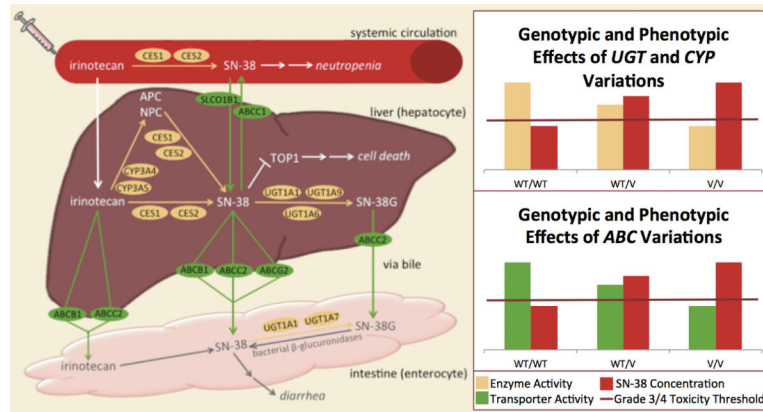 systemic circulation
CES1 CES2
irinotecan SN-38 neutropenia
SLCO1B1
ABCC1
liver (hepatocyte)
APC
NPC
CES1
CES2
TOP1 cell death
CYP3A4
CYP3A5
UGT1A1 UGT1A9
irinotecan SN-38 SN-38G
CES1 CES2
UGT1A6
ABCC2
via bile
ABCB1 ABCC2 ABCG2
ABCB1 ABCC2
UGT1A1 UGT1A7
SN-38 SN-38G
bacterial β-glucuronidases
irinotecan
intestine (enterocyte)
diarrhea
Genotypic and Phenotypic
Effects of UGT and CYP
Variations
WT/WT WT/V V/V
Genotypic and Phenotypic
Effects of ABC Variations
WT/WT WT/V V/V
Enzyme Activity SN-38 Concentration
Transporter Activity Grade 3/4 Toxicity Threshold